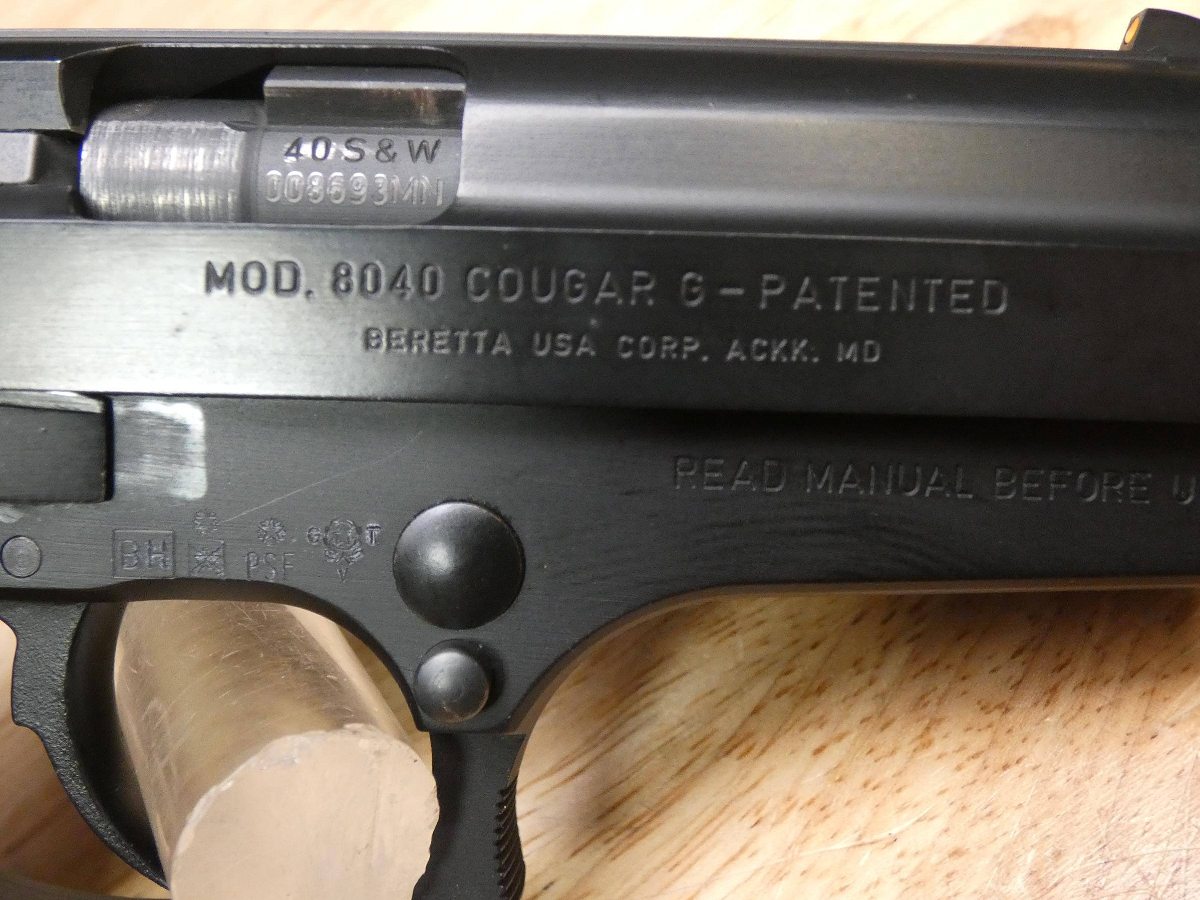 40 S & W
008693MN
MOD. 8040 COUGAR G – PATENTED
BERETTA USA CORP. ACKK. MD
READ MANUAL BEFORE U
BH
PSF
G T